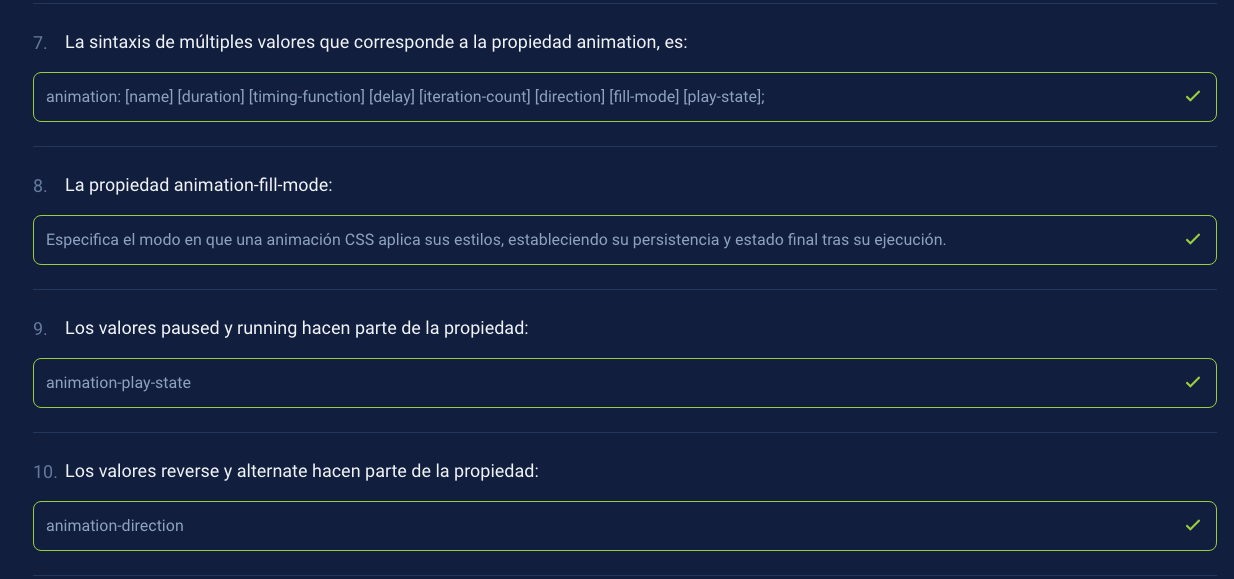 7. La sintaxis de múltiples valores que corresponde a la propiedad animation, es:
animation: [name] [duration] [timing-function] [delay] [iteration-count] [direction] [fill-mode] [play-state];
8. La propiedad animation-fill-mode:
Especifica el modo en que una animación CSS aplica sus estilos, estableciendo su persistencia y estado final tras su ejecución.
9. Los valores paused y running hacen parte de la propiedad:
animation-play-state
10. Los valores reverse y alternate hacen parte de la propiedad:
animation-direction